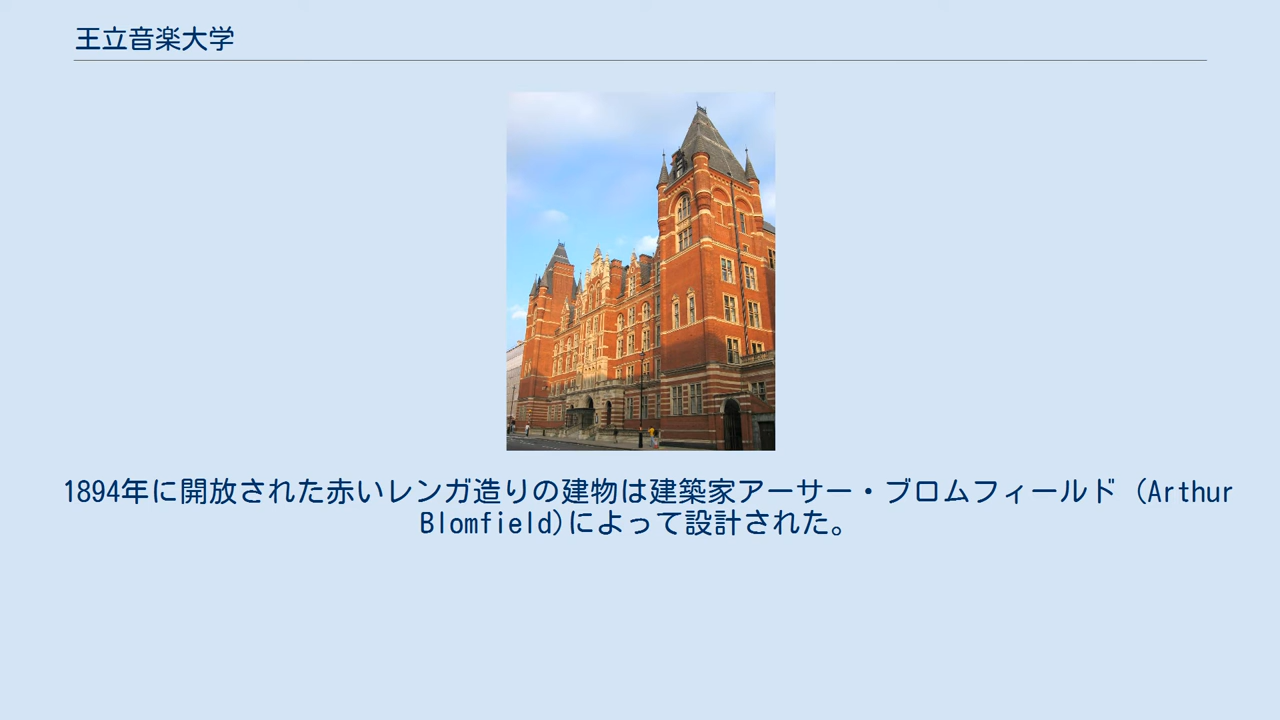 王立音楽大学
1894年に開放された赤いレンガ造りの建物は建築家アーサー・ブロムフィールド (Arthur
Blomfield)によって設計された。